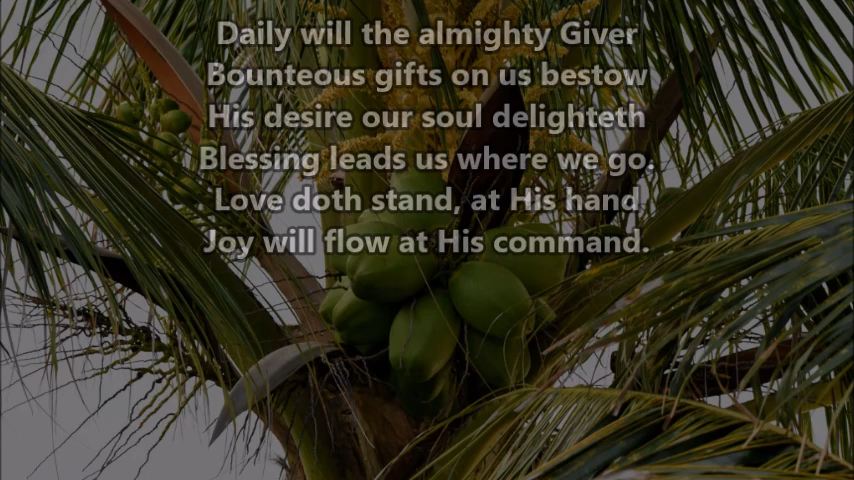 Daily will the almighty Giver
Bounteous gifts on us bestow
His desire our soul delighteth
Blessing leads us where we go.
Love doth stand, at His hand
Joy will flow at His command.